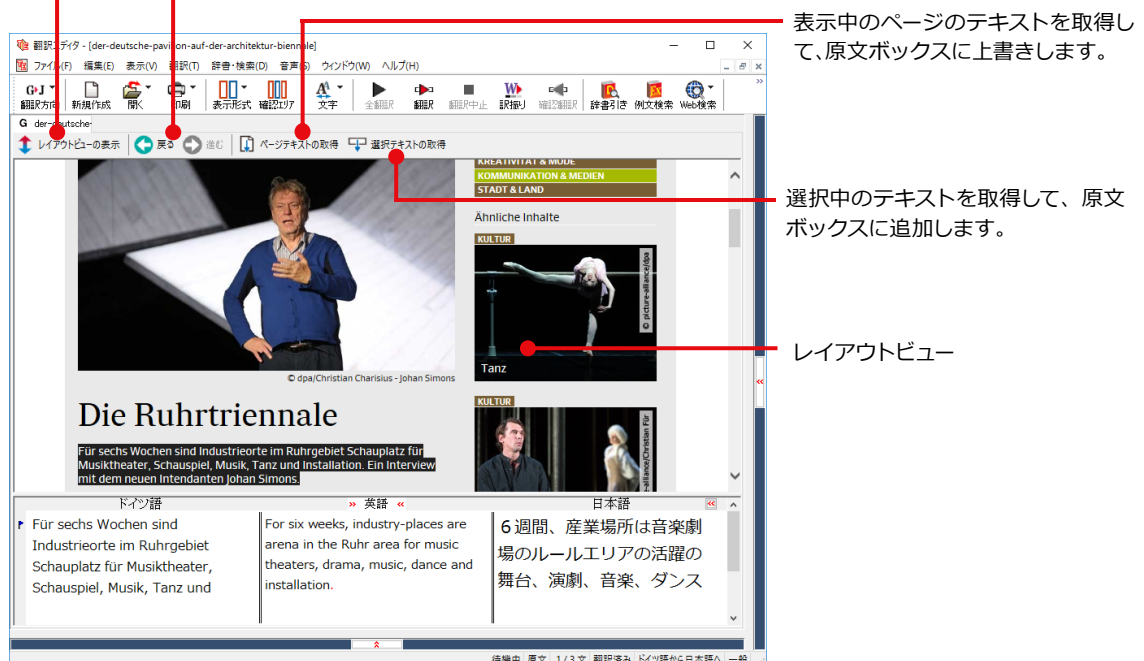 表示中のページのテキストを取得し
て、原文ボックスに上書きします。
翻訳エディタ - [der-deutsche-pavillon-auf-der-architektur-biennale]
ファイル(F) 編集(E) 表示(V) 翻訳(T) 辞書・検索(D) 音声(S) ウィンドウ(W) ヘルプ(H)
翻訳方向 新規作成 開く 印刷 表示形式 確認エリア 文字 全翻訳 翻訳 翻訳中止 訳振り 確認翻訳 辞書引き 例文検索 Web検索
G der-deutsche-
レイアウトビューの表示 戻る 進む ページテキストの取得 選択テキストの取得
KREATIVITÄT & MODE
KOMMUNIKATION & MEDIEN
STADT & LAND
選択中のテキストを取得して、原文
ボックスに追加します。
Ähnliche Inhalte
KULTUR
© picture-alliance/dpa
Tanz
レイアウトビュー
© dpa/Christian Charisius - Johan Simons
KULTUR
Die Ruhrtriennale
Für sechs Wochen sind Industrieorte im Ruhrgebiet Schauplatz für
Musiktheater, Schauspiel, Musik, Tanz und Installation. Ein Interview
mit dem neuen Intendanten Johan Simons.
ドイツ語 » 英語 « 日本語
Für sechs Wochen sind
Industrieorte im Ruhrgebiet
Schauplatz für Musiktheater,
Schauspiel, Musik, Tanz und
For six weeks, industry-places are
arena in the Ruhr area for music
theaters, drama, music, dance and
installation.
6週間、産業場所は音楽劇
場のルールエリアの活躍の
舞台、演劇、音楽、ダンス
待機中 原文 1 / 3 文 翻訳済み ドイツ語から日本語へ 一般